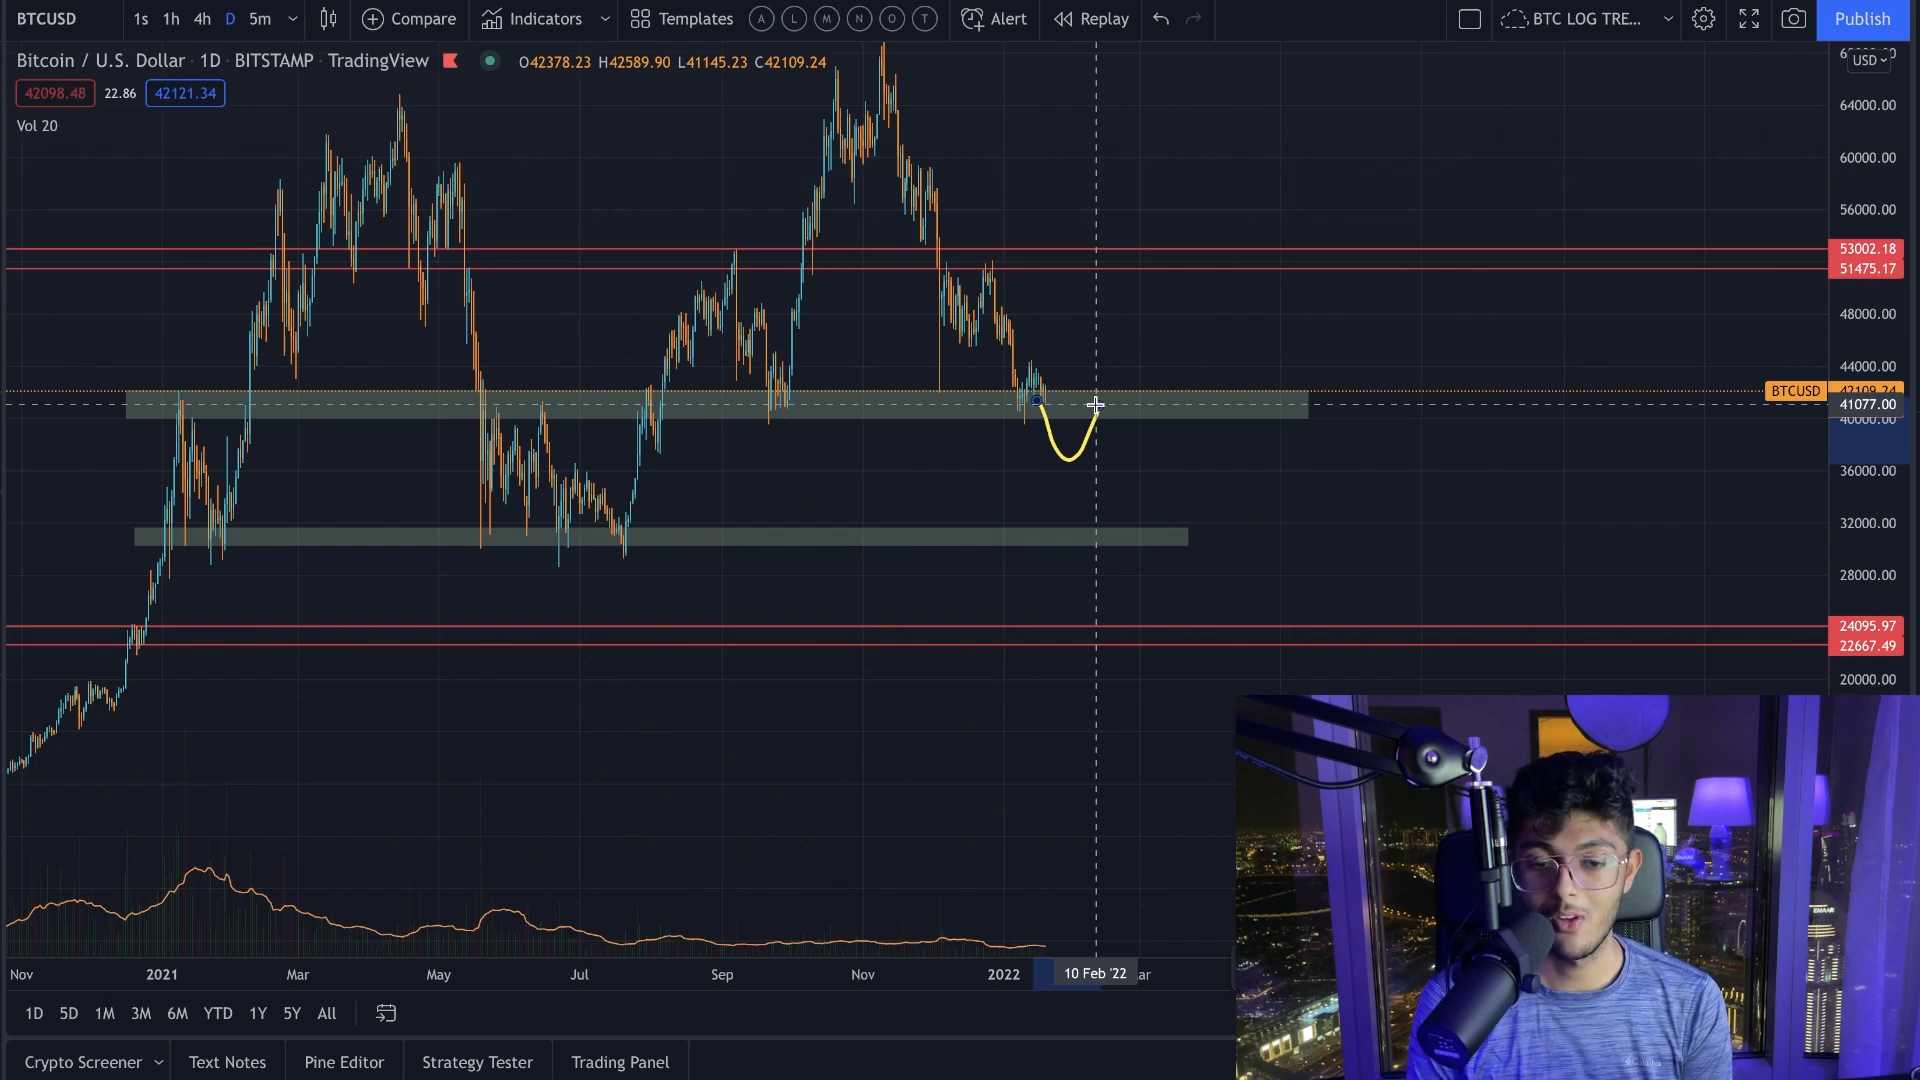 BTCUSD 1s 1h 4h D 5m Compare Indicators Templates A L M N O T Alert Replay BTC LOG TRE... Publish
Bitcoin / U.S. Dollar · 1D · BITSTAMP · TradingView O42378.23 H42589.90 L41145.23 C42109.24
USD
42098.48 22.86 42121.34
Vol 20
64000.00
60000.00
56000.00
53002.18
51475.17
48000.00
44000.00
BTCUSD 42109.24
41077.00
40000.00
36000.00
32000.00
28000.00
24095.97
22667.49
20000.00
Nov 2021 Mar May Jul Sep Nov 2022 10 Feb '22 ar
1D 5D 1M 3M 6M YTD 1Y 5Y All
Crypto Screener Text Notes Pine Editor Strategy Tester Trading Panel
EMAAR